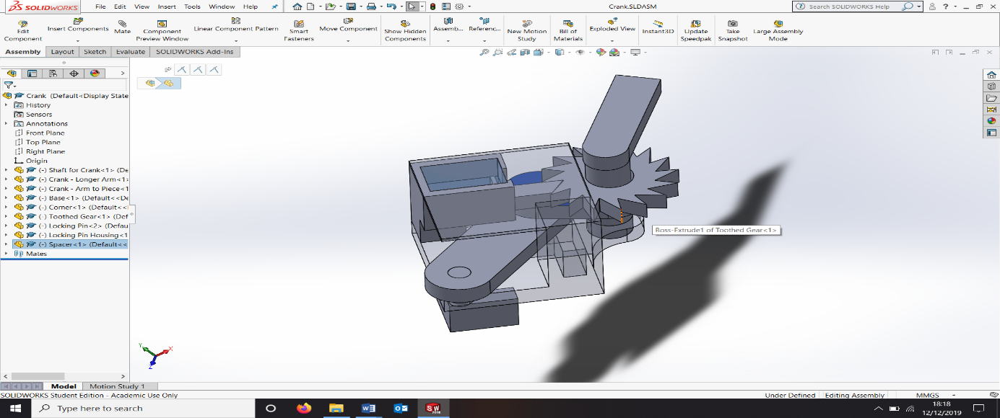 SOLIDWORKS File Edit View Insert Tools Window Help Crank.SLDASM Search SOLIDWORKS Help
Edit Component
Insert Components
Mate
Component Preview Window
Linear Component Pattern
Smart Fasteners
Move Component
Show Hidden Components
Assemb...
Referenc...
New Motion Study
Bill of Materials
Exploded View
Instant3D
Update Speedpak
Take Snapshot
Large Assembly Mode
Assembly Layout Sketch Evaluate SOLIDWORKS Add-Ins
Crank (Default<Display State
History
Sensors
Annotations
Front Plane
Top Plane
Right Plane
Origin
(-) Shaft for Crank<1> (De
(-) Crank - Longer Arm<1>
(-) Crank - Arm to Piece<1
(-) Base<1> (Default<<De
(-) Corner<1> (Default<<
(-) Toothed Gear<1> (Def
(-) Locking Pin<2> (Defau
(-) Locking Pin Housing<1
(-) Spacer<1> (Default<<
Mates
Boss-Extrude1 of Toothed Gear<1>
Y X Z
Model Motion Study 1
SOLIDWORKS Student Edition - Academic Use Only Under Defined Editing Assembly MMGS
Type here to search 18:18
12/12/2019